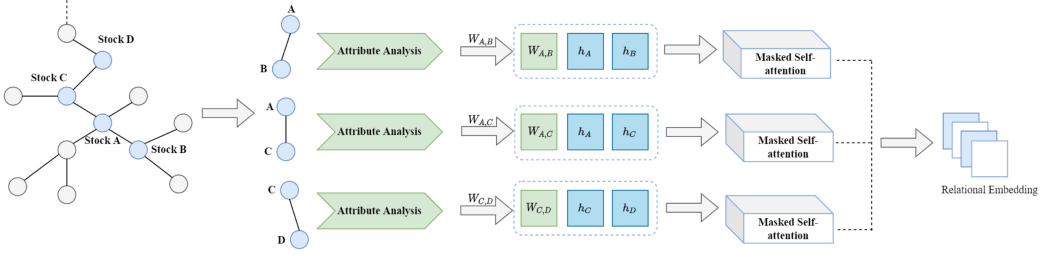 Stock D
Stock C
Stock A
Stock B
A
B
Attribute Analysis
W_{A,B}
W_{A,B}
h_A
h_B
Masked Self-
attention
A
C
Attribute Analysis
W_{A,C}
W_{A,C}
h_A
h_C
Masked Self-
attention
C
D
Attribute Analysis
W_{C,D}
W_{C,D}
h_C
h_D
Masked Self-
attention
Relational Embedding